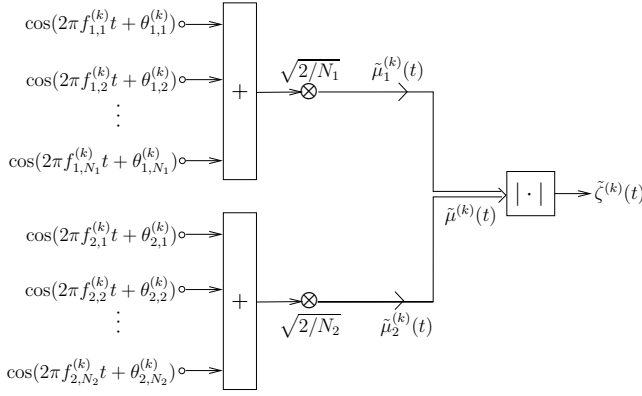 cos(2πf_{1,1}^{(k)}t + θ_{1,1}^{(k)})
cos(2πf_{1,2}^{(k)}t + θ_{1,2}^{(k)})
⋮
cos(2πf_{1,N_1}^{(k)}t + θ_{1,N_1}^{(k)})
+
√(2/N_1)
μ̃_1^{(k)}(t)
cos(2πf_{2,1}^{(k)}t + θ_{2,1}^{(k)})
cos(2πf_{2,2}^{(k)}t + θ_{2,2}^{(k)})
⋮
cos(2πf_{2,N_2}^{(k)}t + θ_{2,N_2}^{(k)})
+
√(2/N_2)
μ̃_2^{(k)}(t)
μ̃^{(k)}(t)
|·|
ζ̃^{(k)}(t)